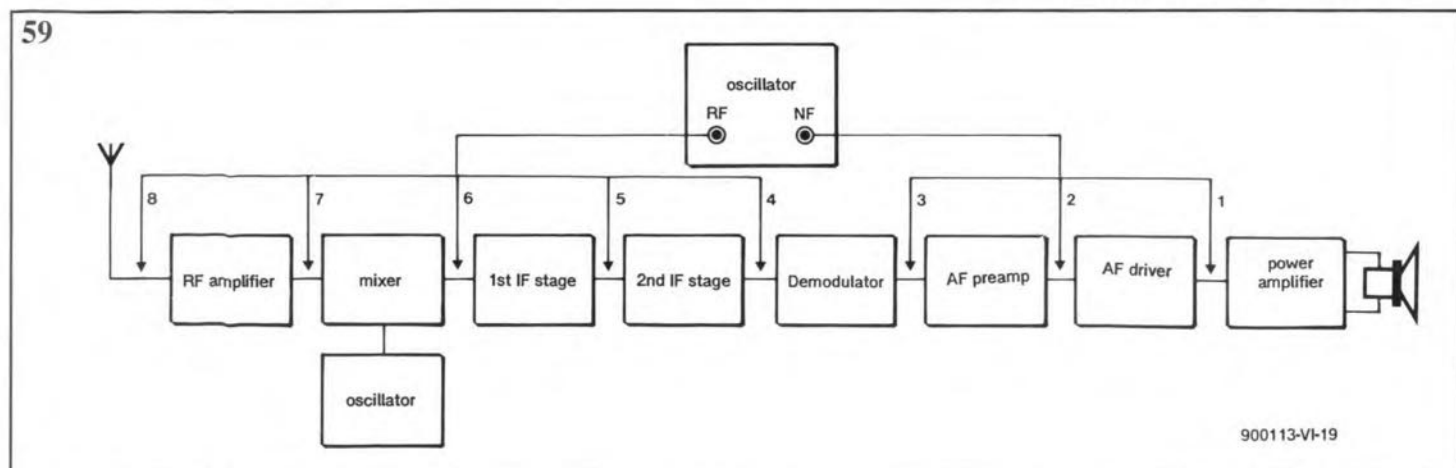 59
oscillator
RF NF
8 7 6 5 4 3 2 1
RF amplifier mixer 1st IF stage 2nd IF stage Demodulator AF preamp AF driver power
amplifier
oscillator
900113-VI-19